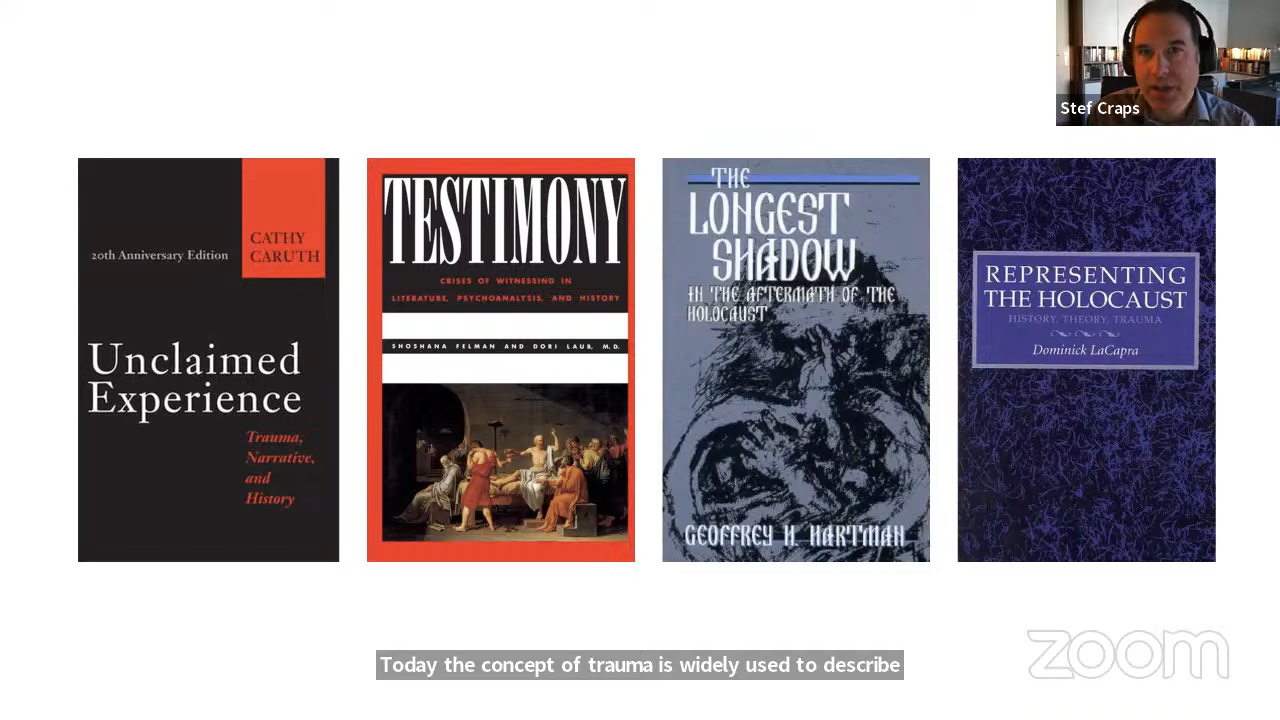 Stef Craps
20th Anniversary Edition
CATHY
CARUTH
Unclaimed
Experience
Trauma,
Narrative,
and
History
TESTIMONY
CRISES OF WITNESSING IN
LITERATURE, PSYCHOANALYSIS, AND HISTORY
SHOSHANA FELMAN AND DORI LAUB, M.D.
THE
LONGEST
SHADOW
IN THE AFTERMATH OF THE
HOLOCAUST
GEOFFREY H. HARTMAN
REPRESENTING
THE HOLOCAUST
HISTORY, THEORY, TRAUMA
Dominick LaCapra
Today the concept of trauma is widely used to describe
zoom